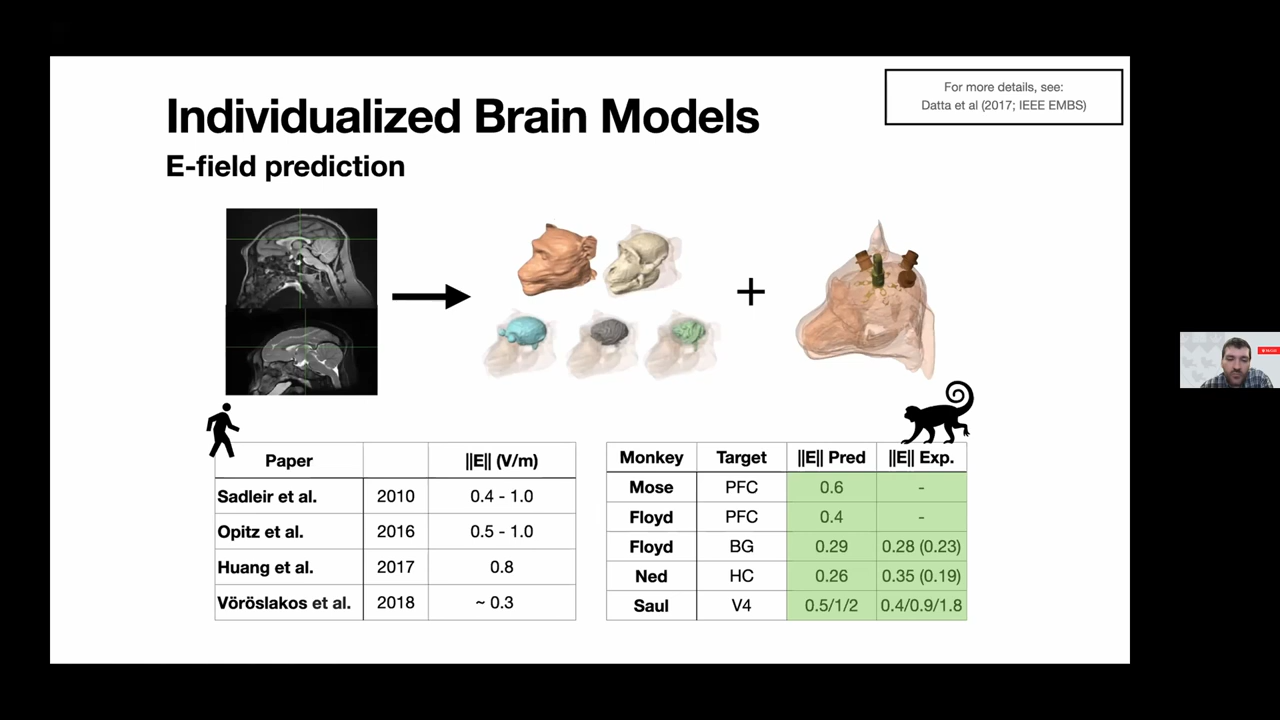 For more details, see:
Datta et al (2017; IEEE EMBS)
Individualized Brain Models
E-field prediction
+
Paper ||E|| (V/m)
Sadleir et al. 2010 0.4 - 1.0
Opitz et al. 2016 0.5 - 1.0
Huang et al. 2017 0.8
Vöröslakos et al. 2018 ~ 0.3
Monkey Target ||E|| Pred ||E|| Exp.
Mose PFC 0.6 -
Floyd PFC 0.4 -
Floyd BG 0.29 0.28 (0.23)
Ned HC 0.26 0.35 (0.19)
Saul V4 0.5/1/2 0.4/0.9/1.8